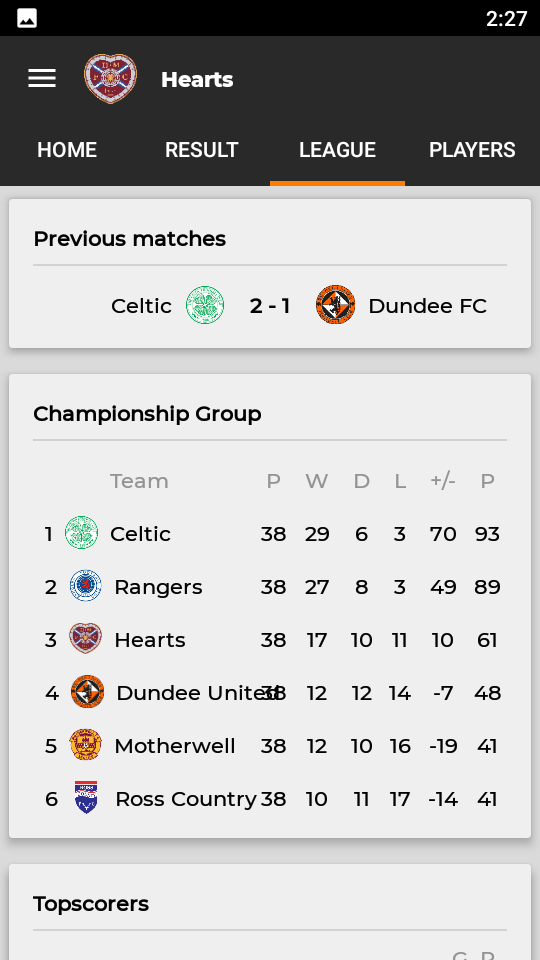 2:27
Hearts
HOME RESULT LEAGUE PLAYERS
Previous matches
Celtic 2 - 1 Dundee FC
Championship Group
Team P W D L +/- P
1 Celtic 38 29 6 3 70 93
2 Rangers 38 27 8 3 49 89
3 Hearts 38 17 10 11 10 61
4 Dundee United 38 12 12 14 -7 48
5 Motherwell 38 12 10 16 -19 41
6 Ross Country 38 10 11 17 -14 41
Topscorers